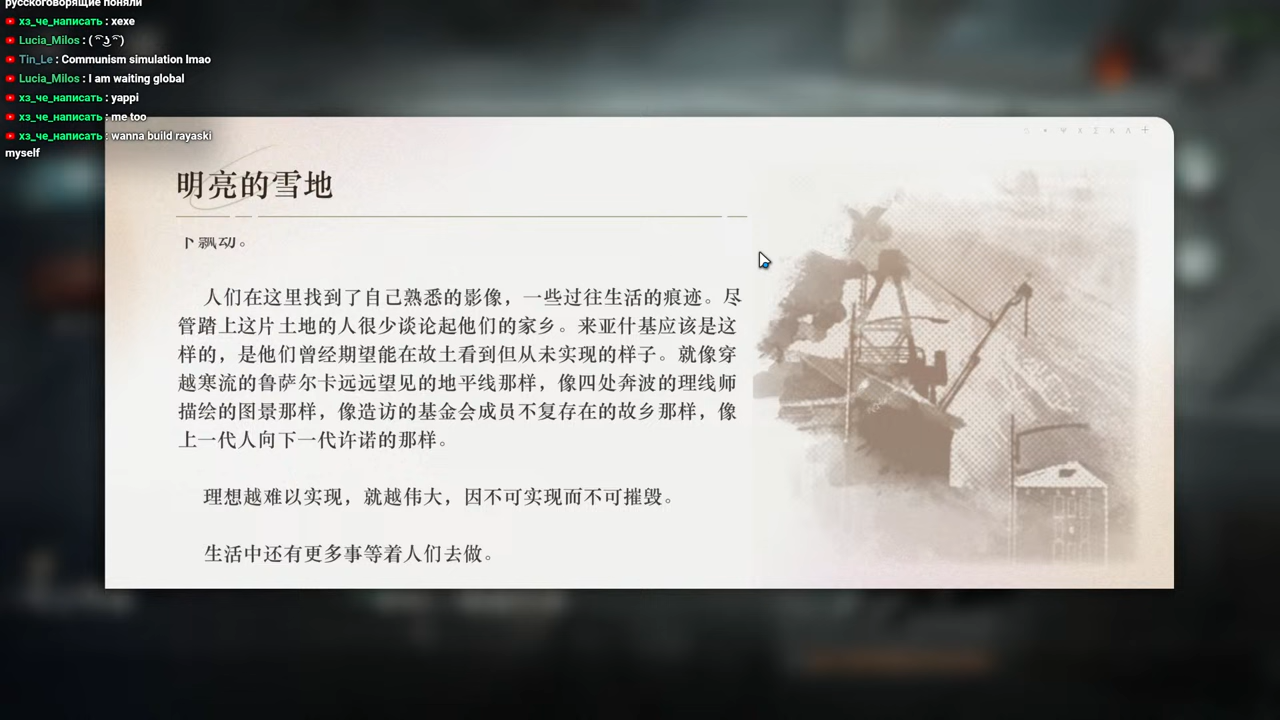 русскоговорящие поняли
хз_че_написать : хехе
Lucia_Milos : ( ͡° ͜ʖ ͡°)
Tin_Le : Communism simulation lmao
Lucia_Milos : I am waiting global
хз_че_написать : yappi
хз_че_написать : me too
хз_че_написать : wanna build rayaski
myself
明亮的雪地
下飘动。
人们在这里找到了自己熟悉的影像，一些过往生活的痕迹。尽
管踏上这片土地的人很少谈论起他们的家乡。来亚什基应该是这
样的，是他们曾经期望能在故土看到但从未实现的样子。就像穿
越寒流的鲁萨尔卡远远望见的地平线那样，像四处奔波的理线师
描绘的图景那样，像造访的基金会成员不复存在的故乡那样，像
上一代人向下一代许诺的那样。
理想越难以实现，就越伟大，因不可实现而不可摧毁。
生活中还有更多事等着人们去做。